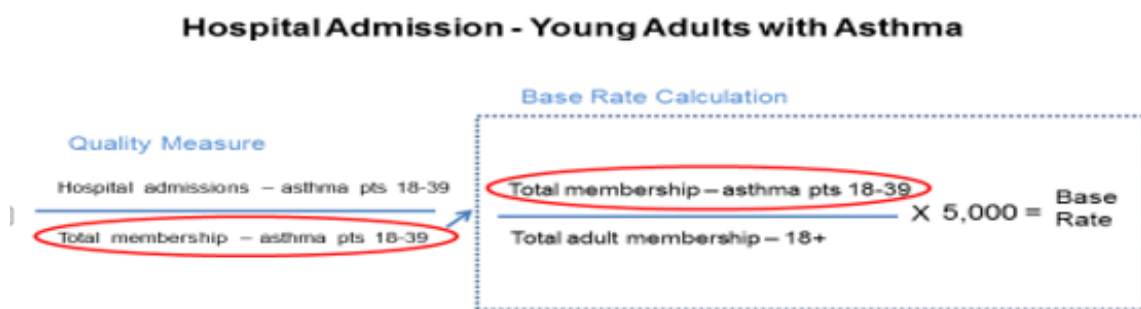 Hospital Admission - Young Adults with Asthma
Base Rate Calculation
Quality Measure
Hospital admissions – asthma pts 18-39
Total membership – asthma pts 18-39
Total membership – asthma pts 18-39
Total adult membership – 18+
X 5,000 = Base
Rate